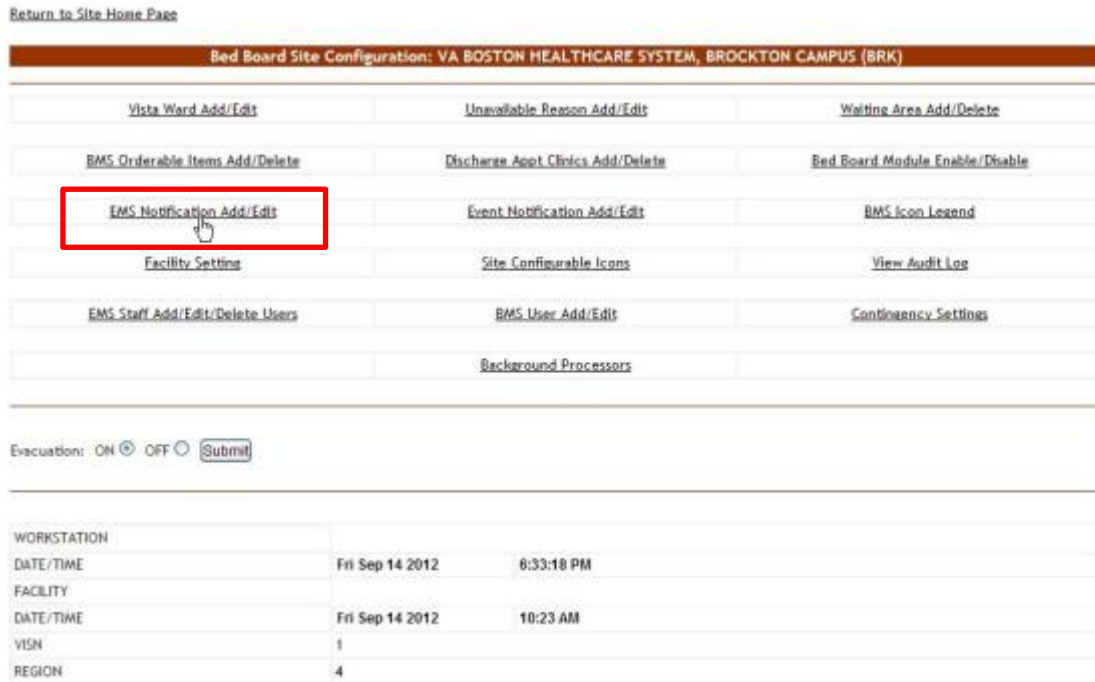 Return to Site Home Page
Bed Board Site Configuration: VA BOSTON HEALTHCARE SYSTEM, BROCKTON CAMPUS (BRK)
Vista Ward Add/Edit Unavailable Reason Add/Edit Waiting Area Add/Delete
BMS Orderable Items Add/Delete Discharge Appt Clinics Add/Delete Bed Board Module Enable/Disable
EMS Notification Add/Edit Event Notification Add/Edit BMS Icon Legend
Facility Setting Site Configurable Icons View Audit Log
EMS Staff Add/Edit/Delete Users BMS User Add/Edit Contingency Settings
Background Processors
Evacuation: ON OFF Submit
WORKSTATION
DATE/TIME Fri Sep 14 2012 6:33:18 PM
FACILITY
DATE/TIME Fri Sep 14 2012 10:23 AM
VISN 1
REGION 4